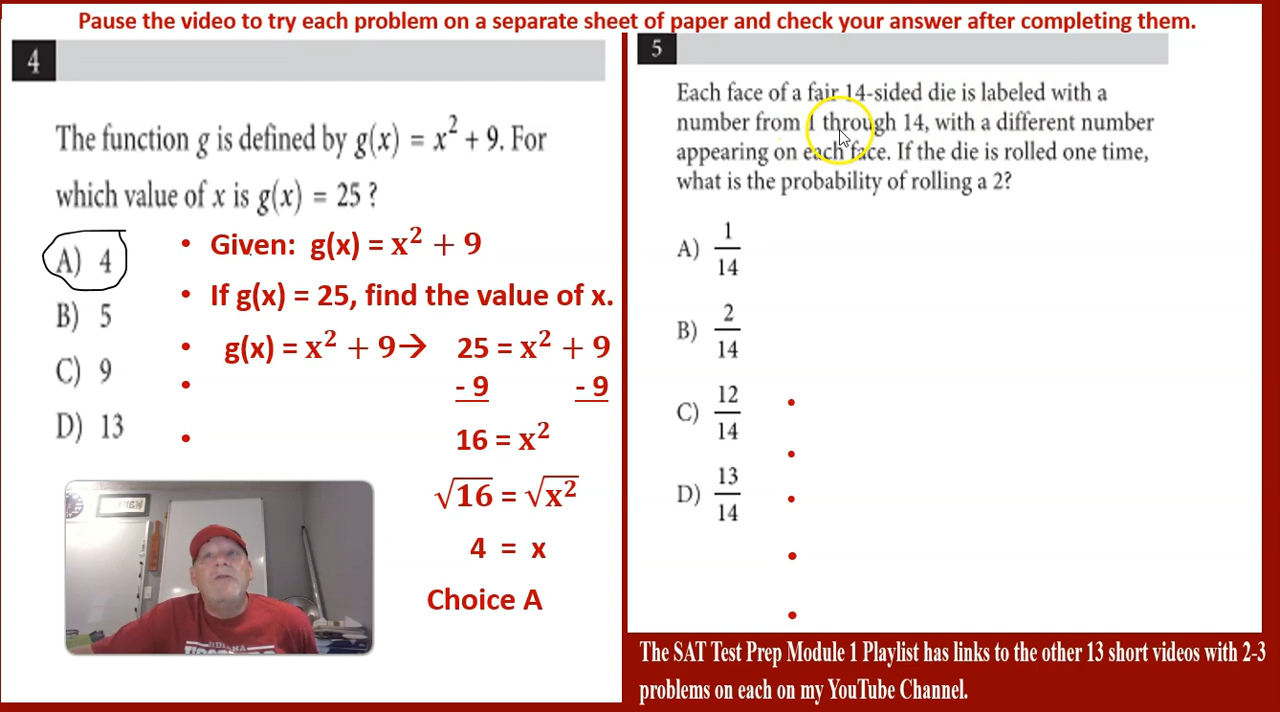 Pause the video to try each problem on a separate sheet of paper and check your answer after completing them.
4
The function g is defined by g(x) = x² + 9. For
which value of x is g(x) = 25 ?
A) 4
B) 5
C) 9
D) 13
• Given: g(x) = x² + 9
• If g(x) = 25, find the value of x.
• g(x) = x² + 9→ 25 = x² + 9
• - 9 - 9
• 16 = x²
√16 = √x²
4 = x
Choice A
INDIANA
5
Each face of a fair 14-sided die is labeled with a
number from 1 through 14, with a different number
appearing on each face. If the die is rolled one time,
what is the probability of rolling a 2?
A) 1/14
B) 2/14
C) 12/14
D) 13/14
The SAT Test Prep Module 1 Playlist has links to the other 13 short videos with 2-3
problems on each on my YouTube Channel.